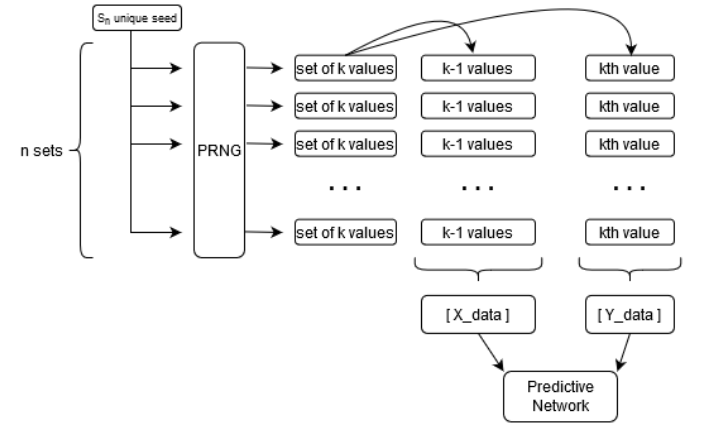 Sn unique seed
set of k values k-1 values kth value
set of k values k-1 values kth value
set of k values k-1 values kth value
n sets PRNG
. . . . . . . . .
set of k values k-1 values kth value
[ X_data ] [ Y_data ]
Predictive
Network